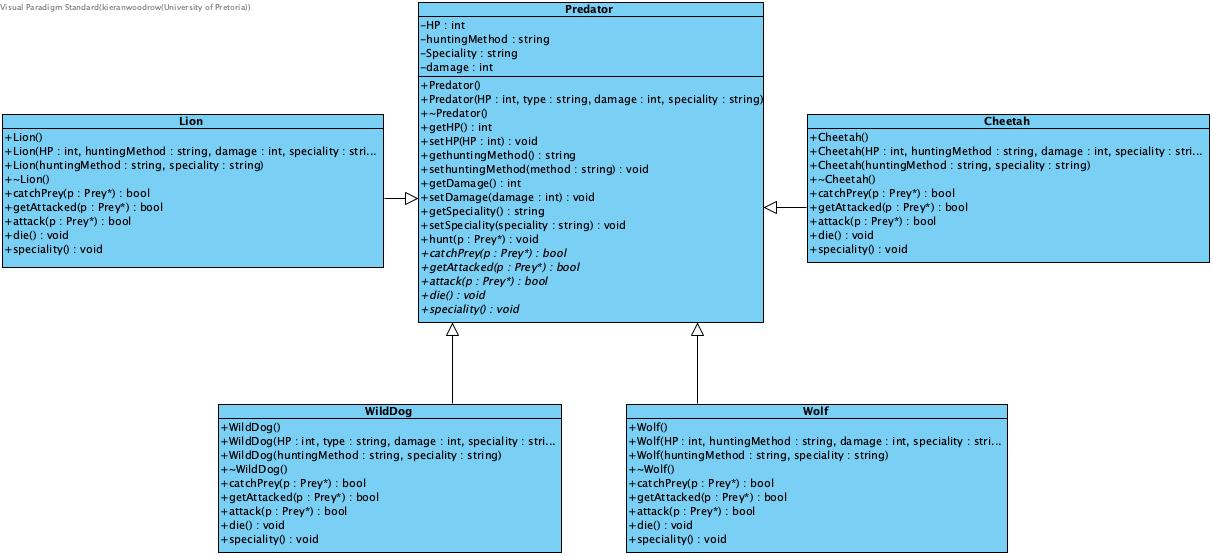 Visual Paradigm Standard(kieranwoodrow(University of Pretoria))
Predator
-HP : int
-huntingMethod : string
-Speciality : string
-damage : int
+Predator()
+Predator(HP : int, type : string, damage : int, speciality : string)
+~Predator()
+getHP() : int
+setHP(HP : int) : void
+gethuntingMethod() : string
+sethuntingMethod(method : string) : void
+getDamage() : int
+setDamage(damage : int) : void
+getSpeciality() : string
+setSpeciality(speciality : string) : void
+hunt(p : Prey*) : void
+catchPrey(p : Prey*) : bool
+getAttacked(p : Prey*) : bool
+attack(p : Prey*) : bool
+die() : void
+speciality() : void
Lion
+Lion()
+Lion(HP : int, huntingMethod : string, damage : int, speciality : stri...
+Lion(huntingMethod : string, speciality : string)
+~Lion()
+catchPrey(p : Prey*) : bool
+getAttacked(p : Prey*) : bool
+attack(p : Prey*) : bool
+die() : void
+speciality() : void
Cheetah
+Cheetah()
+Cheetah(HP : int, huntingMethod : string, damage : int, speciality : stri...
+Cheetah(huntingMethod : string, speciality : string)
+~Cheetah()
+catchPrey(p : Prey*) : bool
+getAttacked(p : Prey*) : bool
+attack(p : Prey*) : bool
+die() : void
+speciality() : void
WildDog
+WildDog()
+WildDog(HP : int, type : string, damage : int, speciality : stri...
+WildDog(huntingMethod : string, speciality : string)
+~WildDog()
+catchPrey(p : Prey*) : bool
+getAttacked(p : Prey*) : bool
+attack(p : Prey*) : bool
+die() : void
+speciality() : void
Wolf
+Wolf()
+Wolf(HP : int, huntingMethod : string, damage : int, speciality : stri...
+Wolf(huntingMethod : string, speciality : string)
+~Wolf()
+catchPrey(p : Prey*) : bool
+getAttacked(p : Prey*) : bool
+attack(p : Prey*) : bool
+die() : void
+speciality() : void